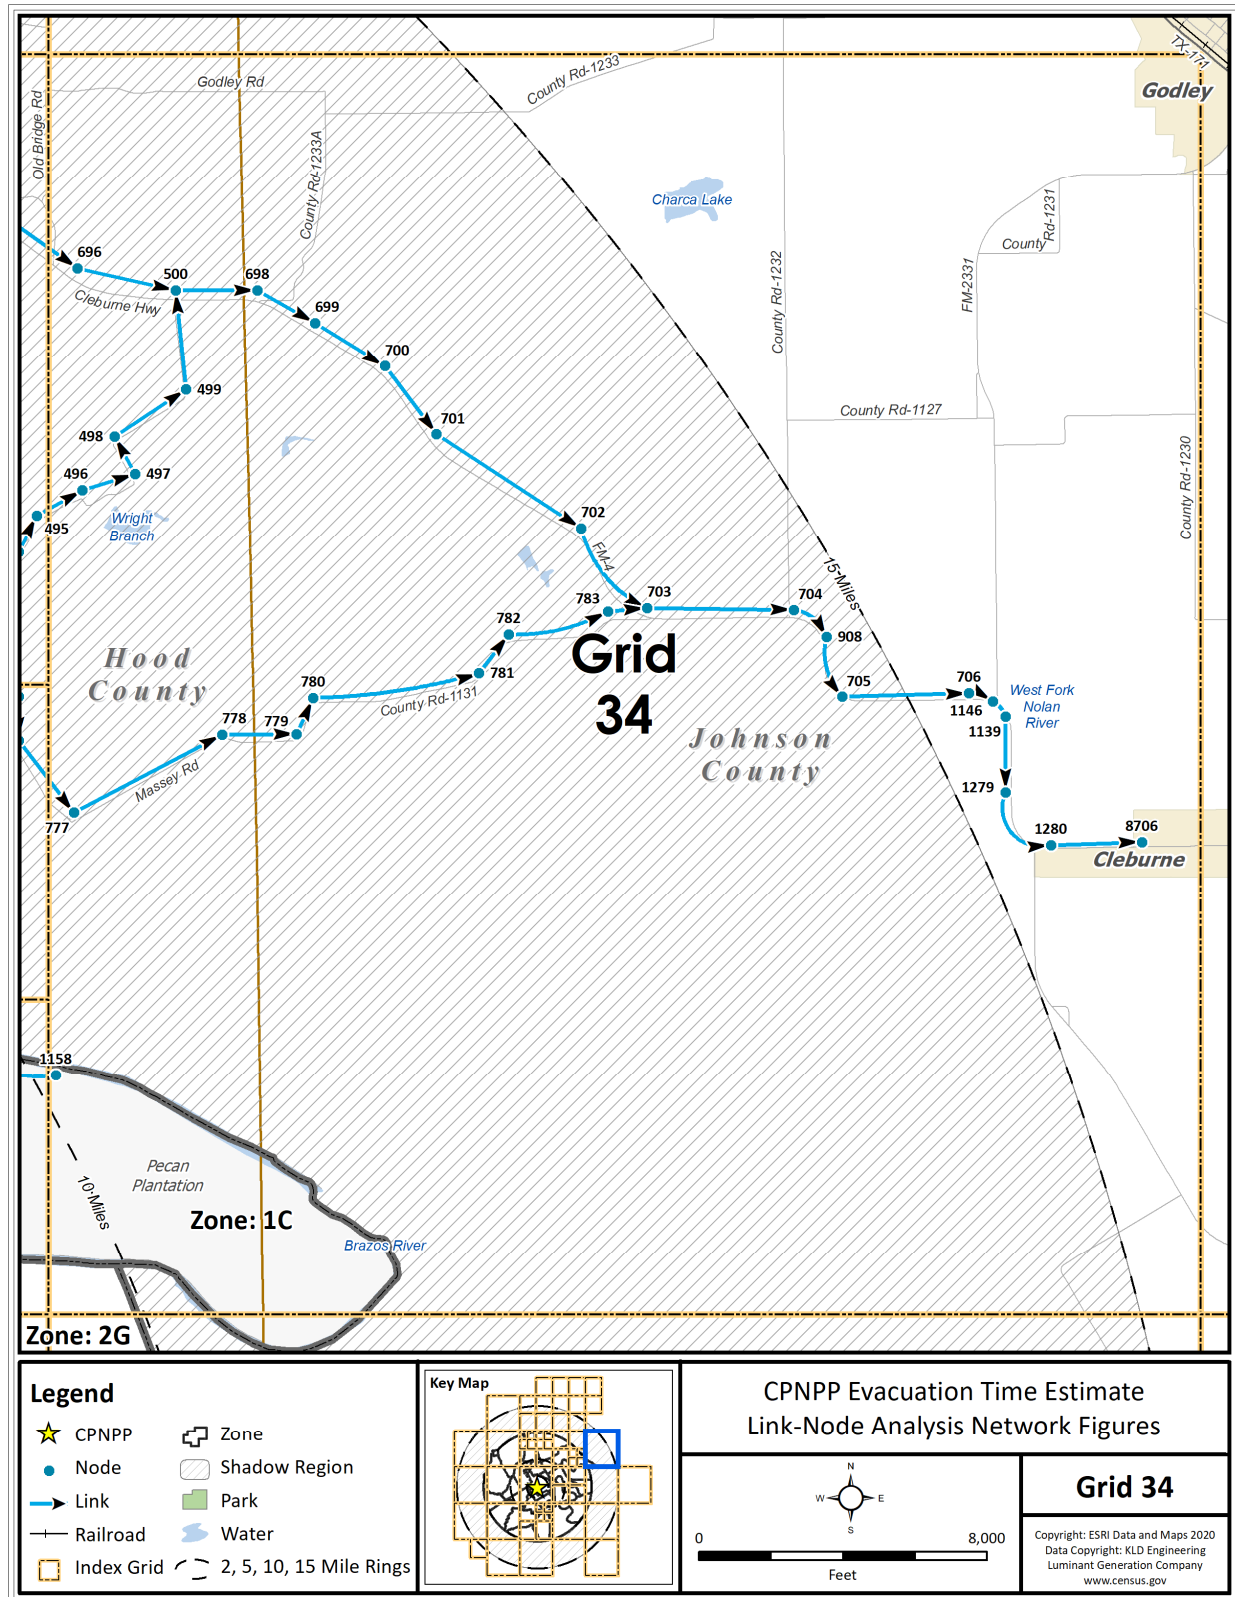 TX-171
Godley
County Rd-1233
Godley Rd
Old Bridge Rd
County Rd-1233A
Charca Lake
County
Rd-1231
County Rd-1232
FM-2331
696
500
698
Cleburne Hwy
699
700
499
701
County Rd-1127
498
496
497
County Rd-1230
495
Wright
Branch
702
FM-4
15-Miles
783
703
704
782
908
Grid
34
Hood
County
781
780
705
706
County Rd-1131
1146
West Fork
Nolan
River
778
779
1139
Johnson
County
Massey Rd
1279
777
1280
8706
Cleburne
1158
Pecan
Plantation
10-Miles
Zone: 1C
Brazos River
Zone: 2G
Legend
CPNPP
Zone
Node
Shadow Region
Link
Park
Railroad
Water
Index Grid
2, 5, 10, 15 Mile Rings
Key Map
CPNPP Evacuation Time Estimate
Link-Node Analysis Network Figures
N
W
E
S
0
8,000
Feet
Grid 34
Copyright: ESRI Data and Maps 2020
Data Copyright: KLD Engineering
Luminant Generation Company
www.census.gov